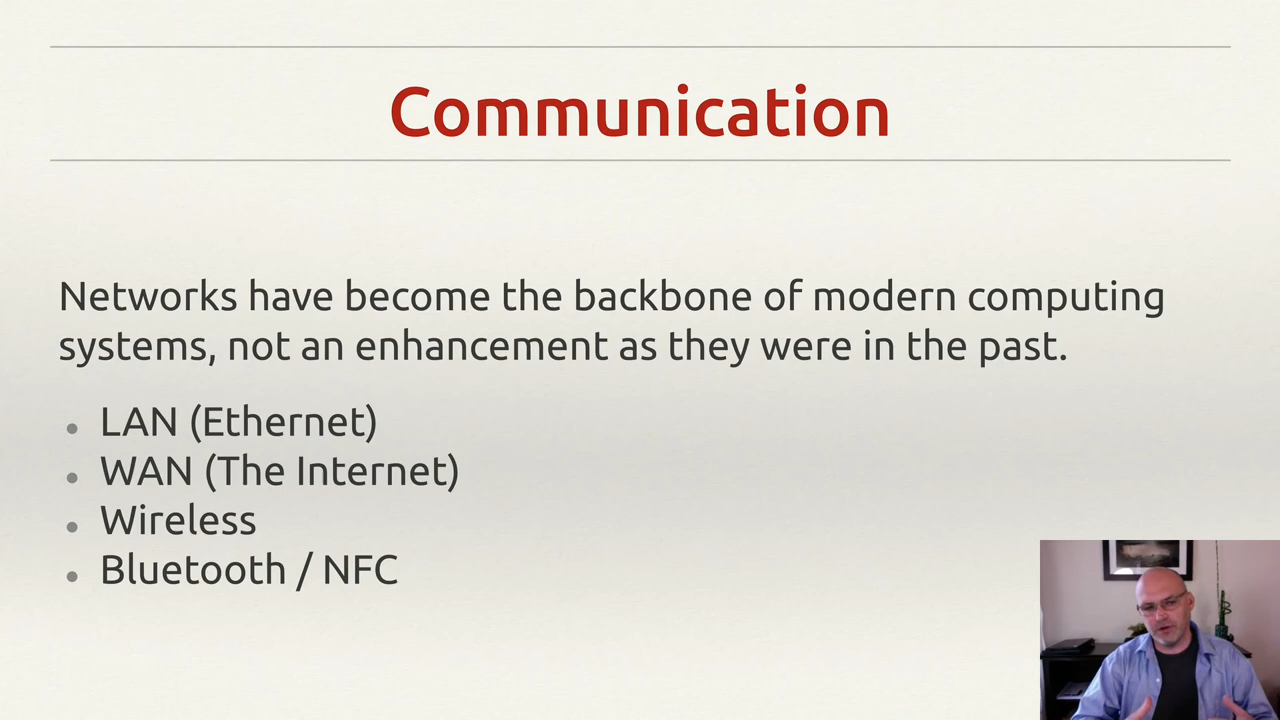 Communication
Networks have become the backbone of modern computing
systems, not an enhancement as they were in the past.
• LAN (Ethernet)
• WAN (The Internet)
• Wireless
• Bluetooth / NFC